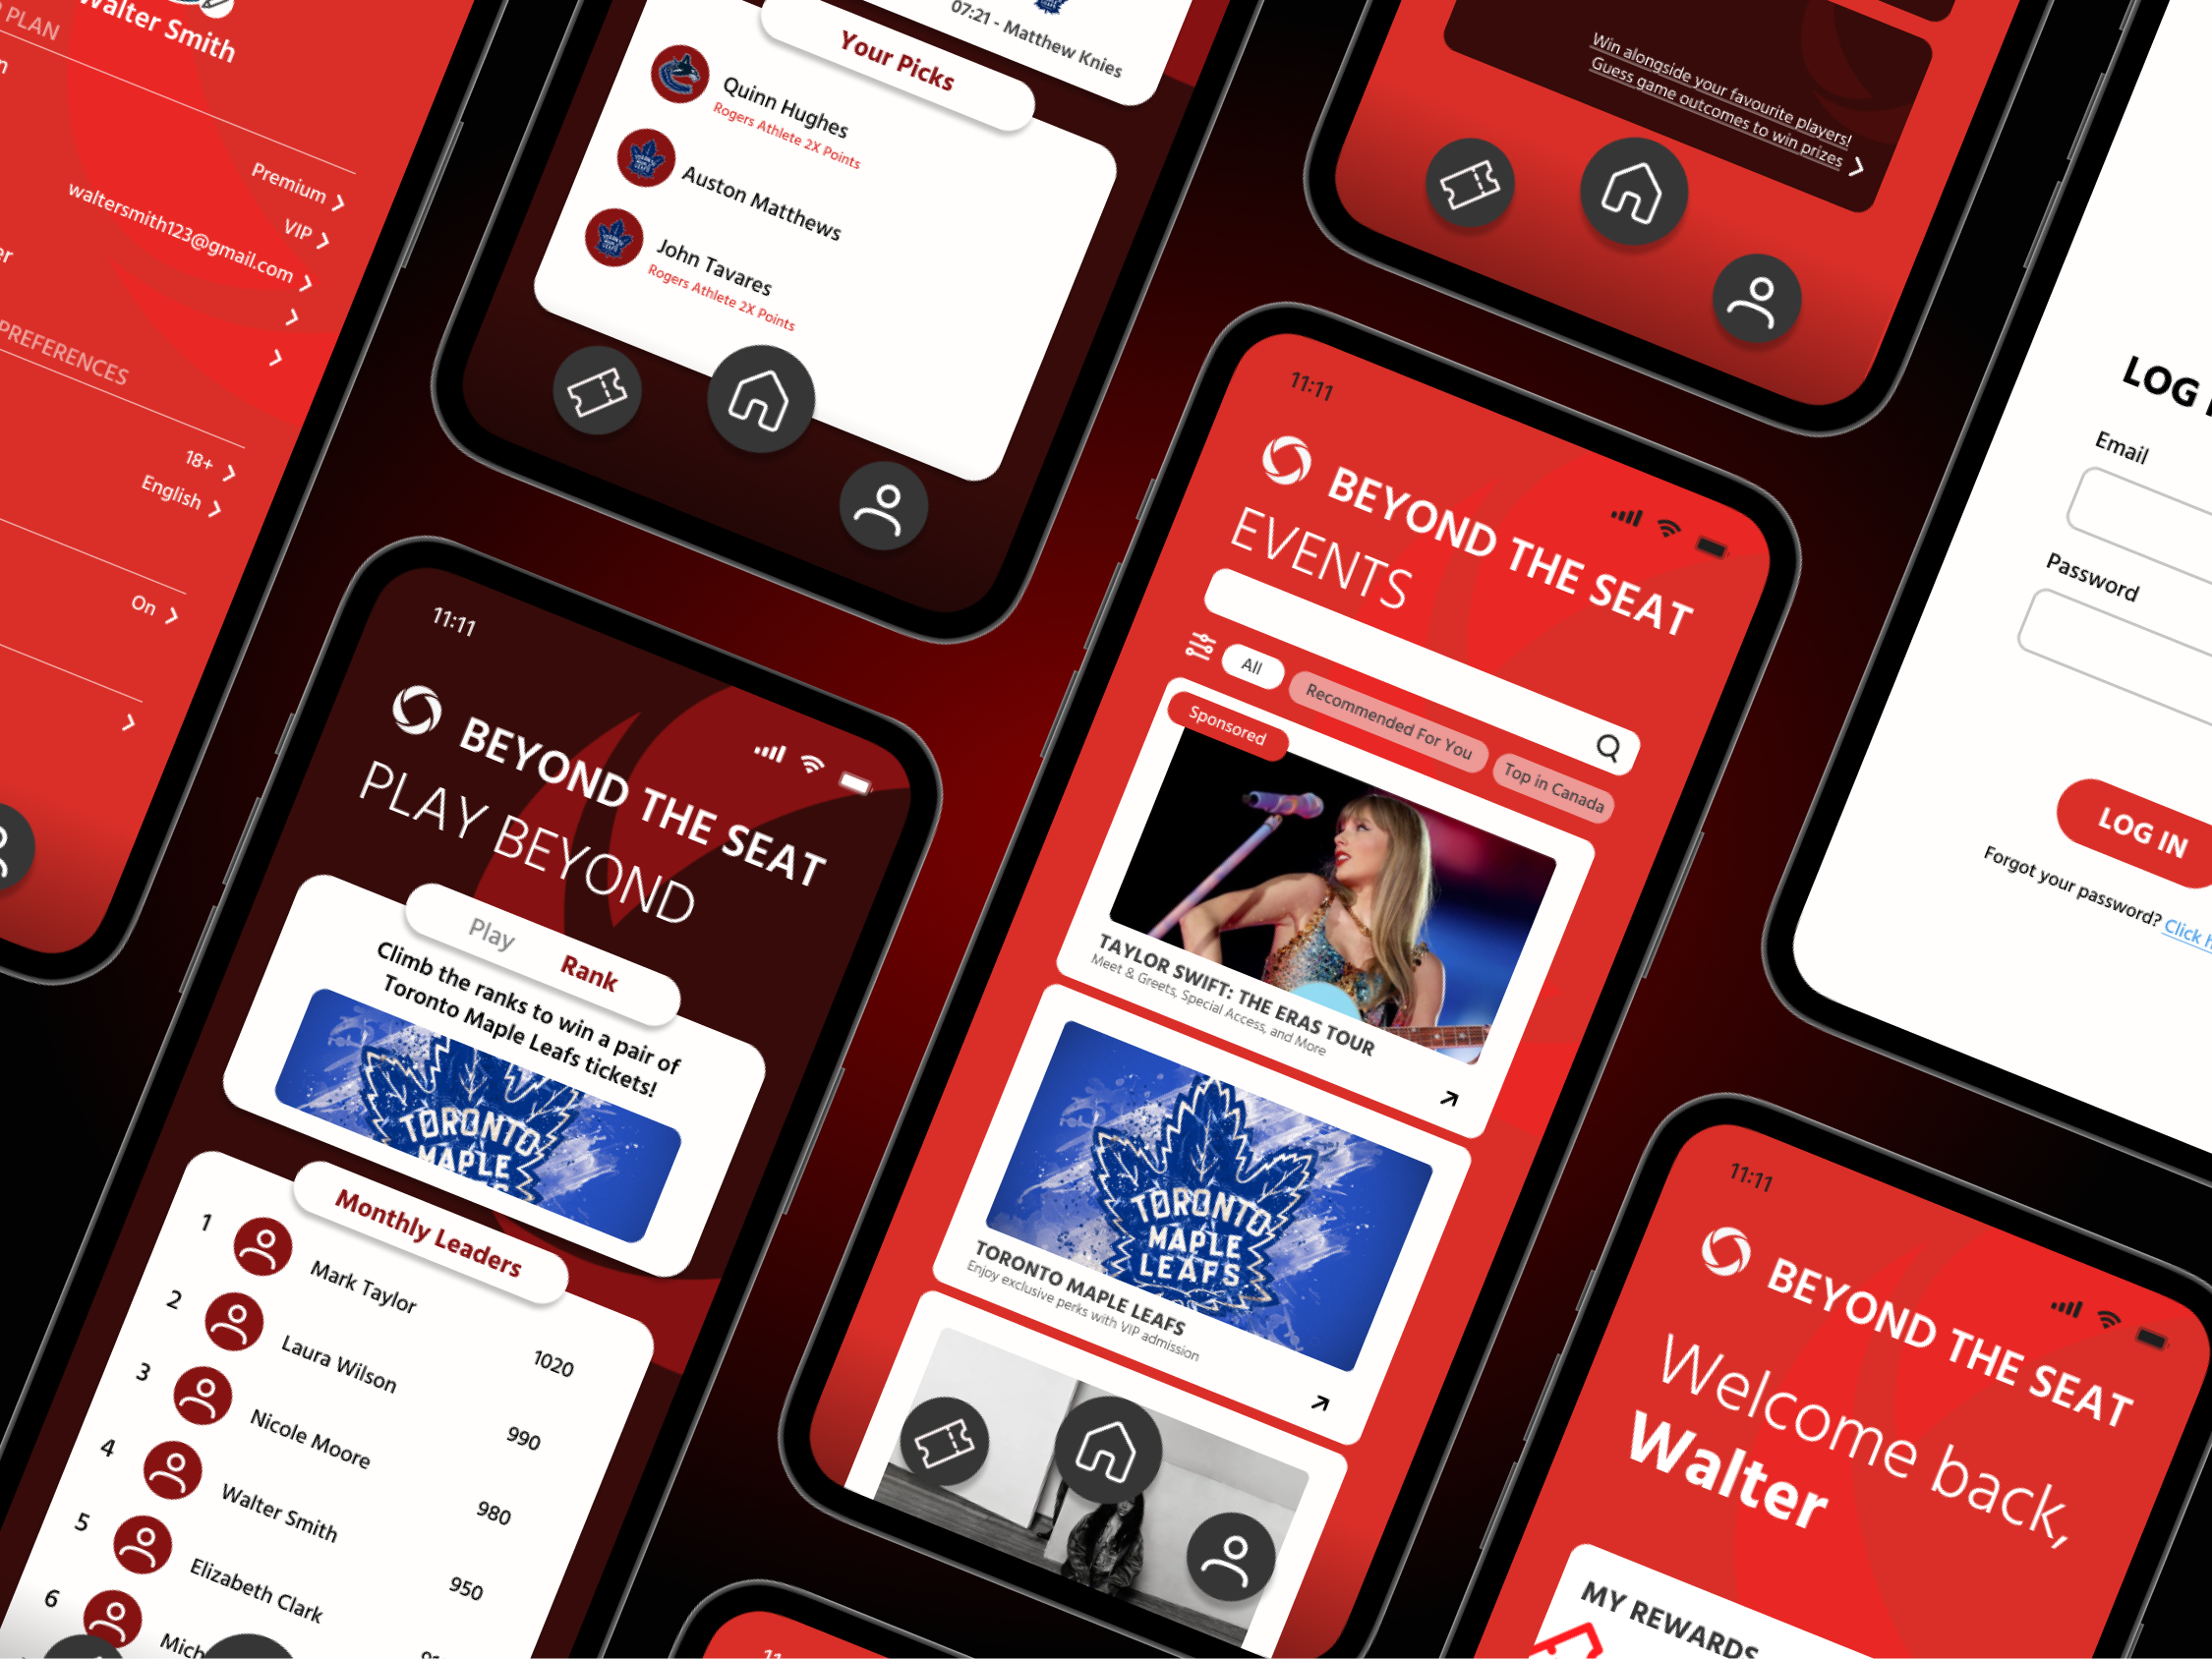 Walter Smith
PLAN
Premium
VIP
waltersmith123@gmail.com
PREFERENCES
18+
English
On
07:21 - Matthew Knies
Your Picks
Quinn Hughes
Rogers Athlete 2X Points
Auston Matthews
John Tavares
Rogers Athlete 2X Points
TORONTO
MAPLE
LEAFS
TORONTO
MAPLE
LEAFS
Win alongside your favourite players!
Guess game outcomes to win prizes
LOG
Email
Password
LOG IN
Forgot your password? Click
11:11
BEYOND THE SEAT
PLAY BEYOND
Play
Rank
Climb the ranks to win a pair of
Toronto Maple Leafs tickets!
TORONTO
MAPLE
Monthly Leaders
1 Mark Taylor 1020
2 Laura Wilson 990
3 Nicole Moore 980
4 Walter Smith 950
5 Elizabeth Clark
6
11:11
BEYOND THE SEAT
EVENTS
All
Recommended For You
Top in Canada
Sponsored
TAYLOR SWIFT: THE ERAS TOUR
Meet & Greets, Special Access, and More
TORONTO
MAPLE
LEAFS
TORONTO MAPLE LEAFS
Enjoy exclusive perks with VIP admission
11:11
BEYOND THE SEAT
Welcome back,
Walter
MY REWARDS